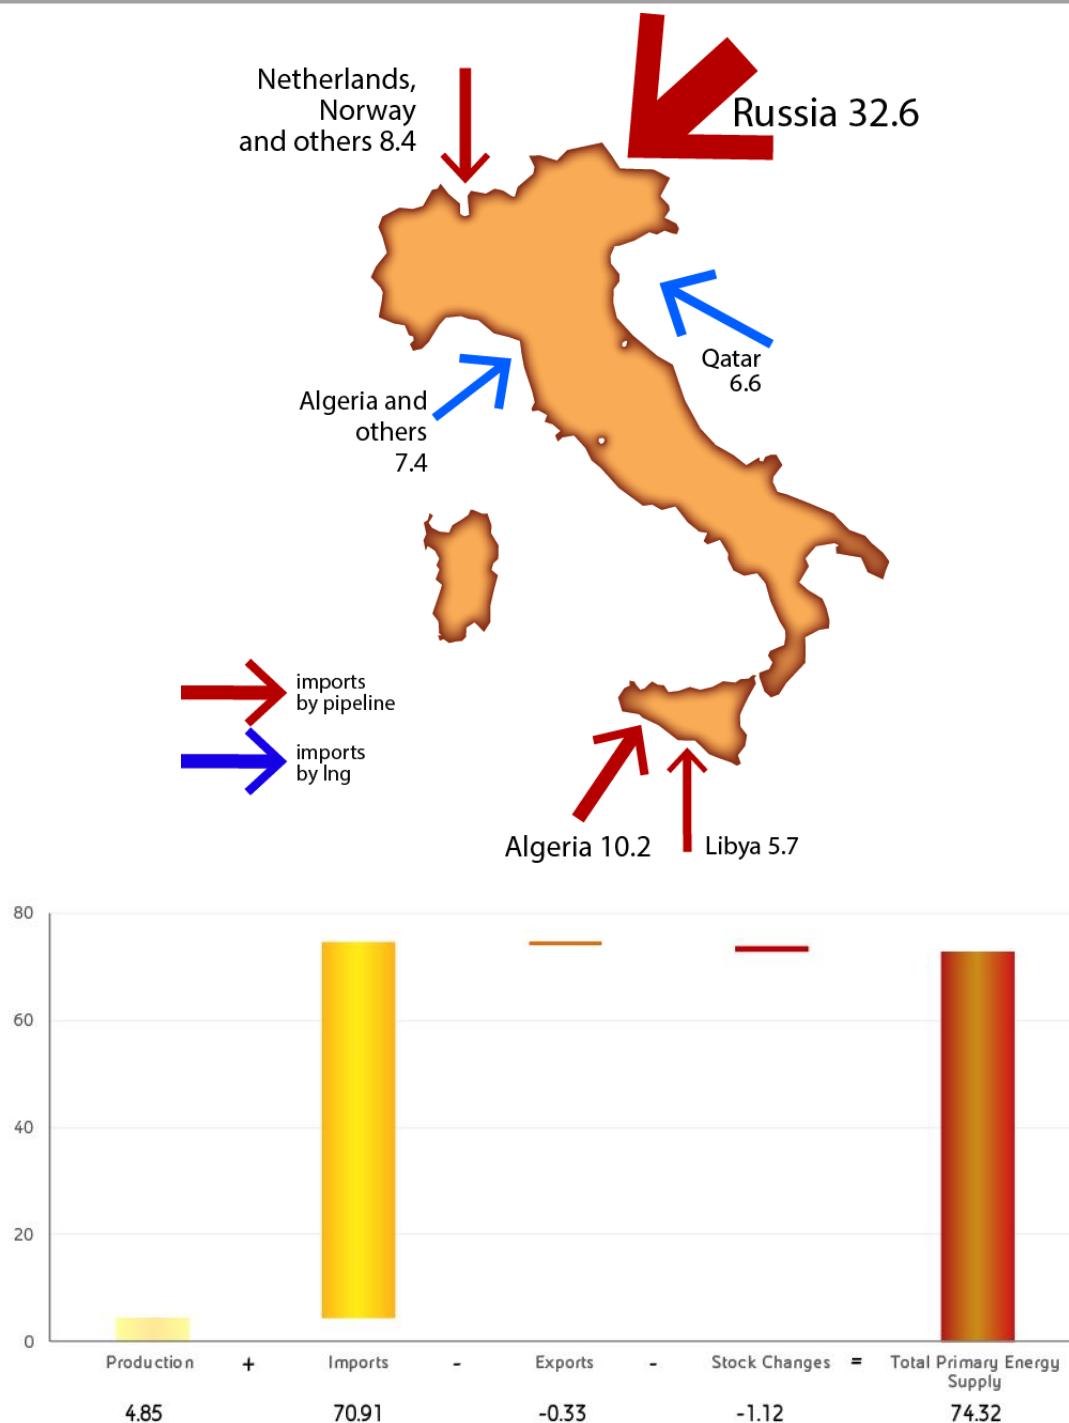 Netherlands,
Norway
and others 8.4
Russia 32.6
Qatar
6.6
Algeria and
others
7.4
imports
by pipeline
imports
by lng
Algeria 10.2
Libya 5.7
80
60
40
20
0
Production + Imports - Exports - Stock Changes = Total Primary Energy
Supply
4.85 70.91 -0.33 -1.12 74.32